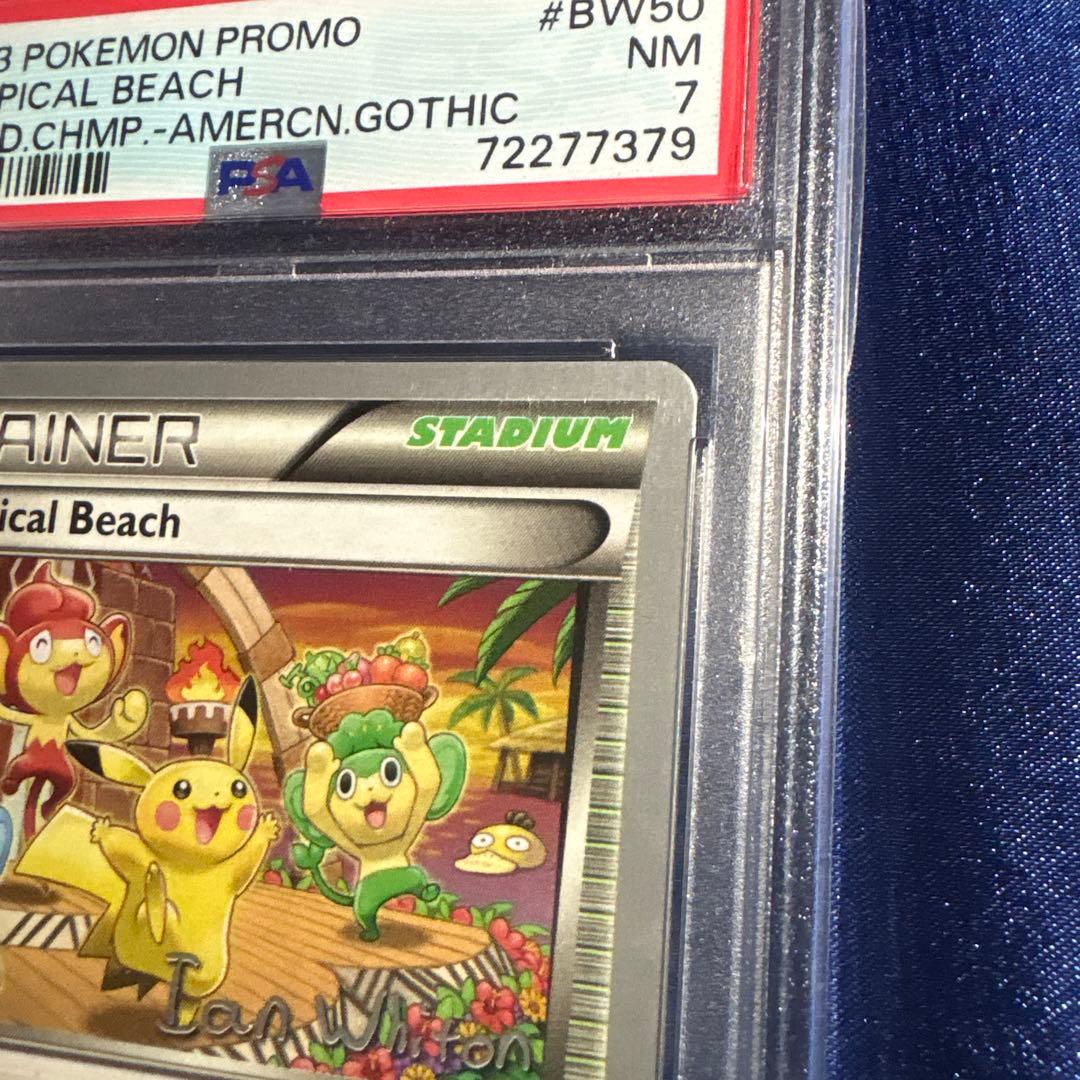 3 POKEMON PROMO #BW50
PICAL BEACH NM
D.CHMP.-AMERCN.GOTHIC 7
PSA 72277379
AINER STADIUM
ical Beach
Ian Whiton